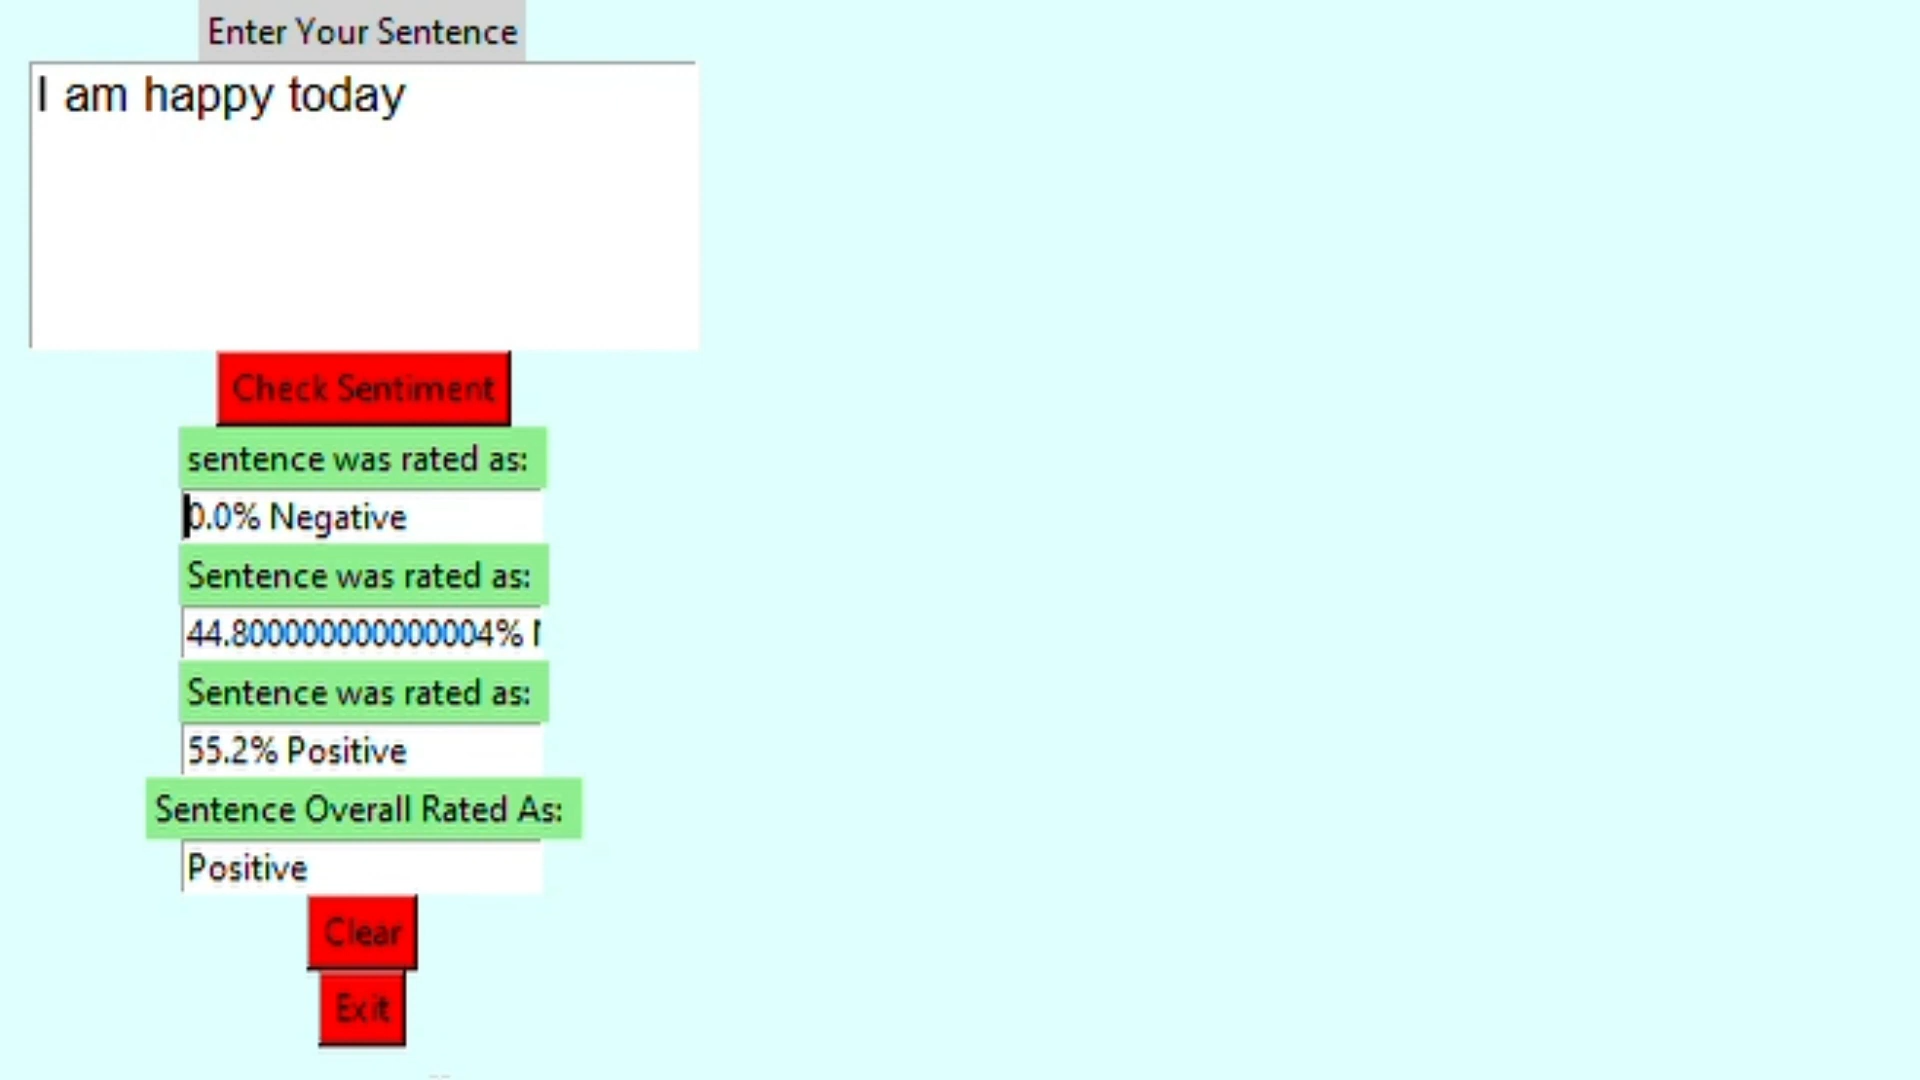 Enter Your Sentence
I am happy today
Check Sentiment
sentence was rated as:
0.0% Negative
Sentence was rated as:
44.800000000000004%
Sentence was rated as:
55.2% Positive
Sentence Overall Rated As:
Positive
Clear
Exit